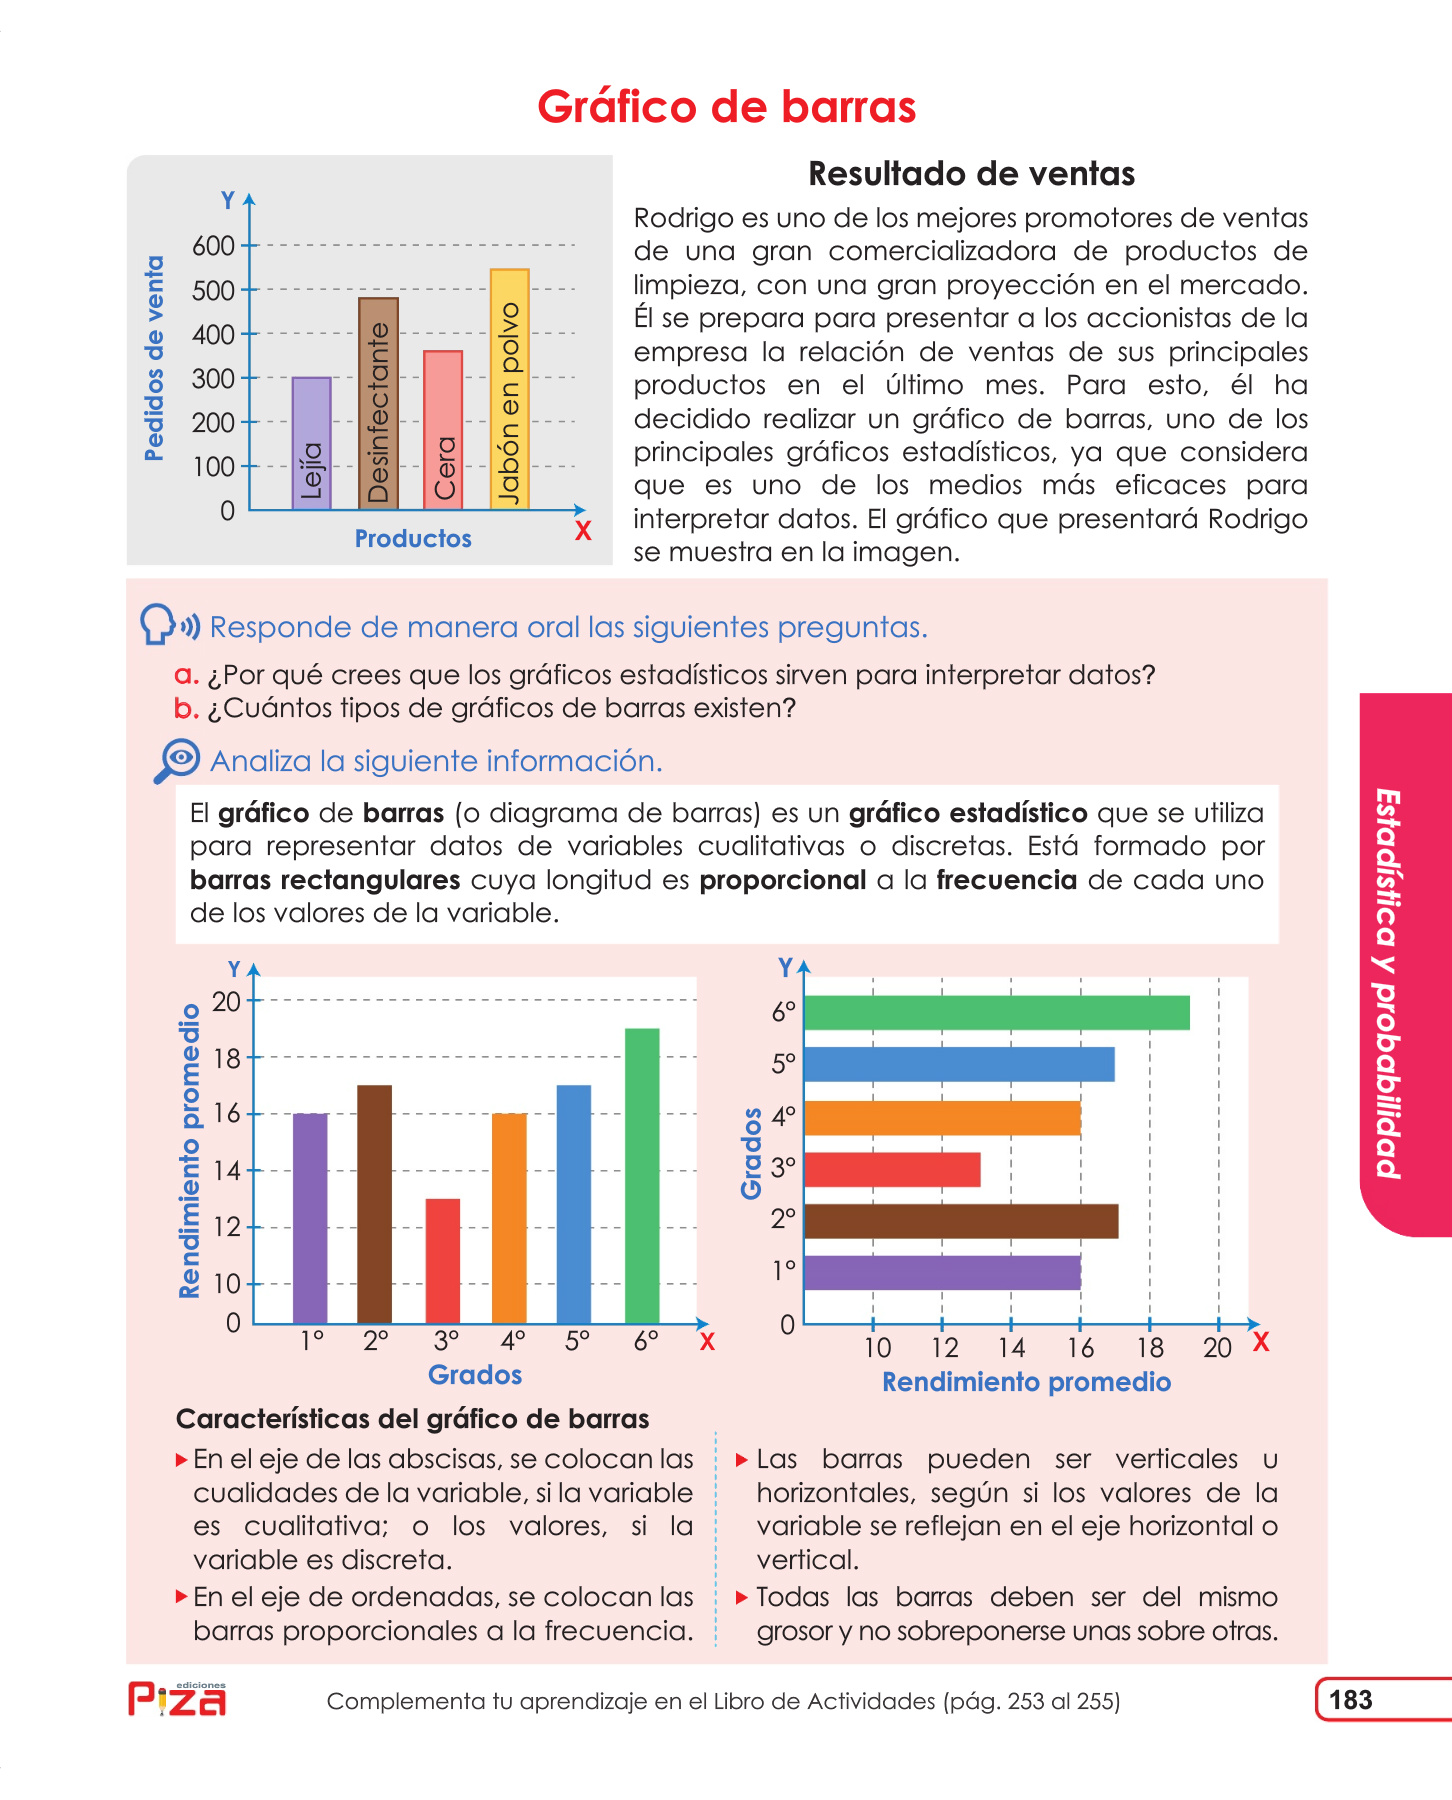 Gráfico de barras
Y
600
500
400
300
200
100
0
Pedidos de venta
Lejía
Desinfectante
Cera
Jabón en polvo
X
Productos
Resultado de ventas
Rodrigo es uno de los mejores promotores de ventas
de una gran comercializadora de productos de
limpieza, con una gran proyección en el mercado.
Él se prepara para presentar a los accionistas de la
empresa la relación de ventas de sus principales
productos en el último mes. Para esto, él ha
decidido realizar un gráfico de barras, uno de los
principales gráficos estadísticos, ya que considera
que es uno de los medios más eficaces para
interpretar datos. El gráfico que presentará Rodrigo
se muestra en la imagen.
Responde de manera oral las siguientes preguntas.
a. ¿Por qué crees que los gráficos estadísticos sirven para interpretar datos?
b. ¿Cuántos tipos de gráficos de barras existen?
Analiza la siguiente información.
El gráfico de barras (o diagrama de barras) es un gráfico estadístico que se utiliza
para representar datos de variables cualitativas o discretas. Está formado por
barras rectangulares cuya longitud es proporcional a la frecuencia de cada uno
de los valores de la variable.
Y
20
18
16
14
12
10
0
Rendimiento promedio
1° 2° 3° 4° 5° 6° X
Grados
Y
6°
5°
4°
3°
2°
1°
0
Grados
10 12 14 16 18 20 X
Rendimiento promedio
Características del gráfico de barras
En el eje de las abscisas, se colocan las
cualidades de la variable, si la variable
es cualitativa; o los valores, si la
variable es discreta.
En el eje de ordenadas, se colocan las
barras proporcionales a la frecuencia.
Las barras pueden ser verticales u
horizontales, según si los valores de la
variable se reflejan en el eje horizontal o
vertical.
Todas las barras deben ser del mismo
grosor y no sobreponerse unas sobre otras.
Estadística y probabilidad
ediciones
Piza
Complementa tu aprendizaje en el Libro de Actividades (pág. 253 al 255)
183